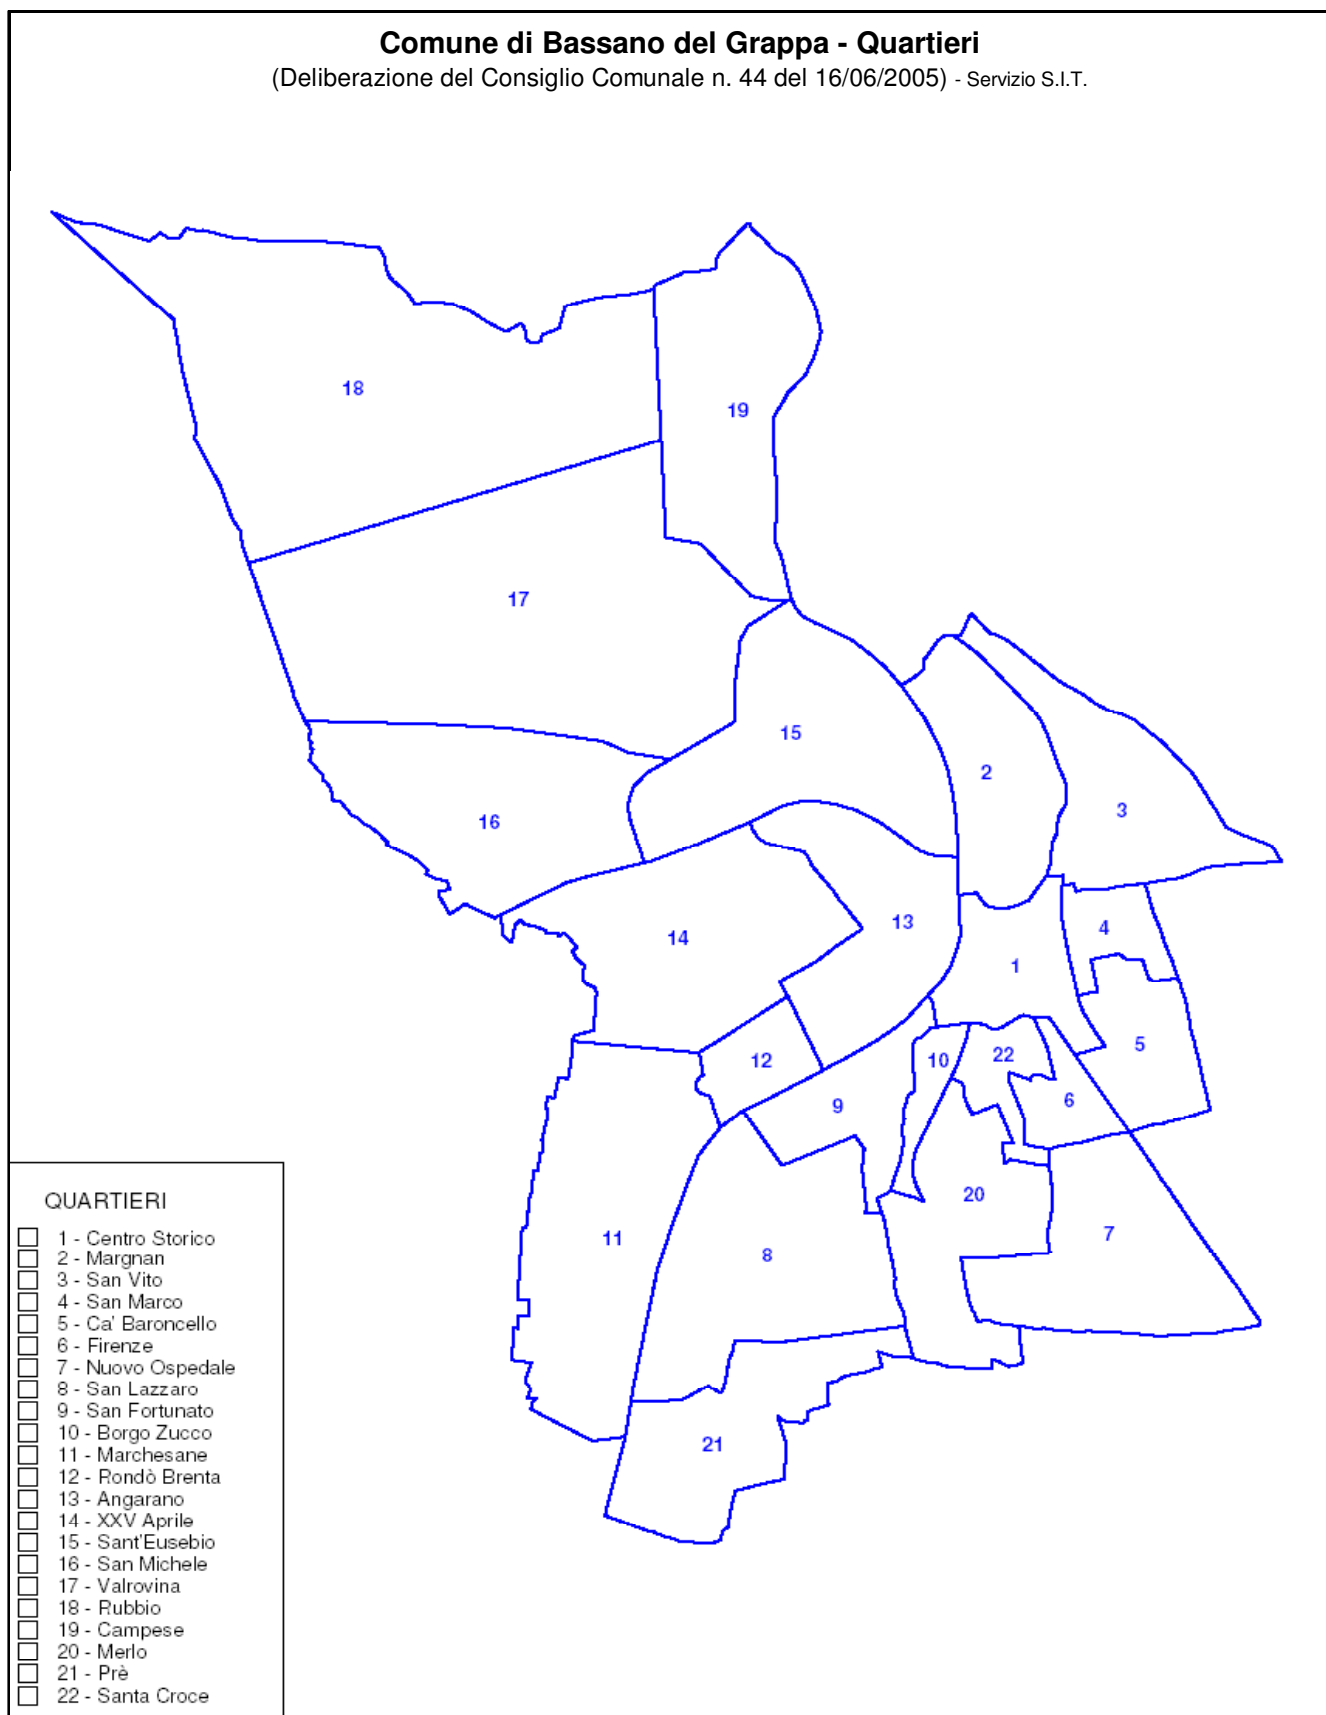 Comune di Bassano del Grappa - Quartieri
(Deliberazione del Consiglio Comunale n. 44 del 16/06/2005) - Servizio S.I.T.
18
19
17
15
2
3
16
13
14
4
1
5
12
10
22
6
9
20
7
11
8
21
QUARTIERI
1 - Centro Storico
2 - Margnan
3 - San Vito
4 - San Marco
5 - Ca' Baroncello
6 - Firenze
7 - Nuovo Ospedale
8 - San Lazzaro
9 - San Fortunato
10 - Borgo Zucco
11 - Marchesane
12 - Rondò Brenta
13 - Angarano
14 - XXV Aprile
15 - Sant'Eusebio
16 - San Michele
17 - Valrovina
18 - Rubbio
19 - Campese
20 - Merlo
21 - Prè
22 - Santa Croce